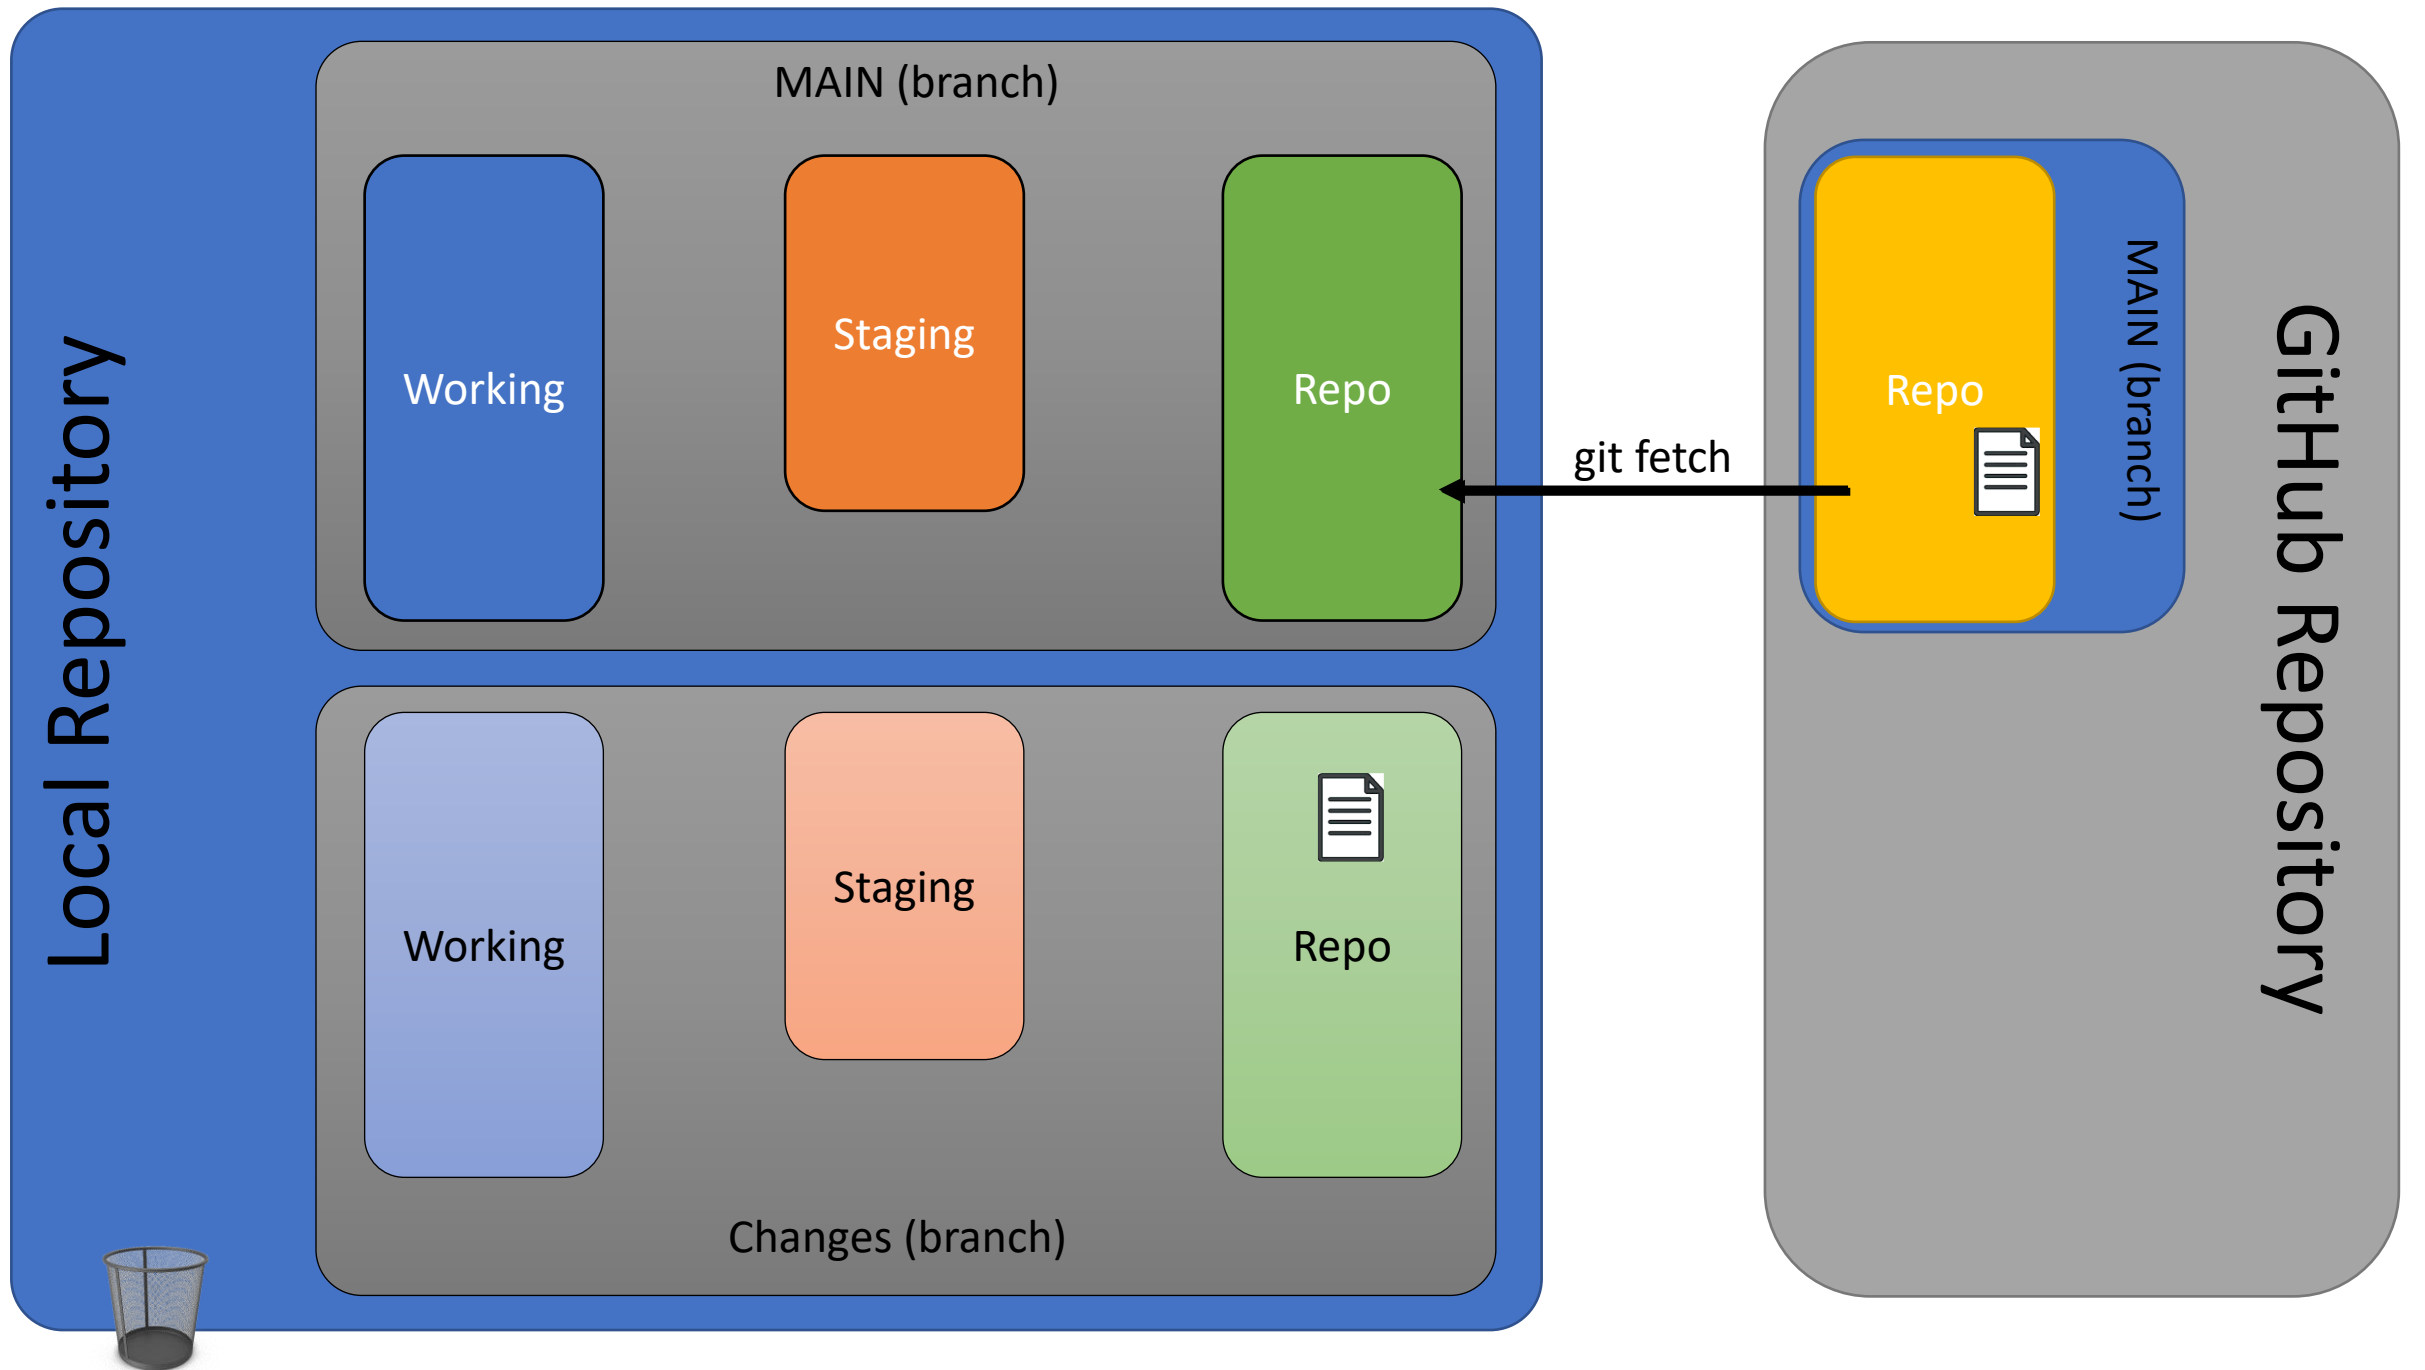 Local Repository
MAIN (branch)
Working
Staging
Repo
git fetch
Repo
MAIN (branch)
GitHub Repository
Working
Staging
Repo
Changes (branch)